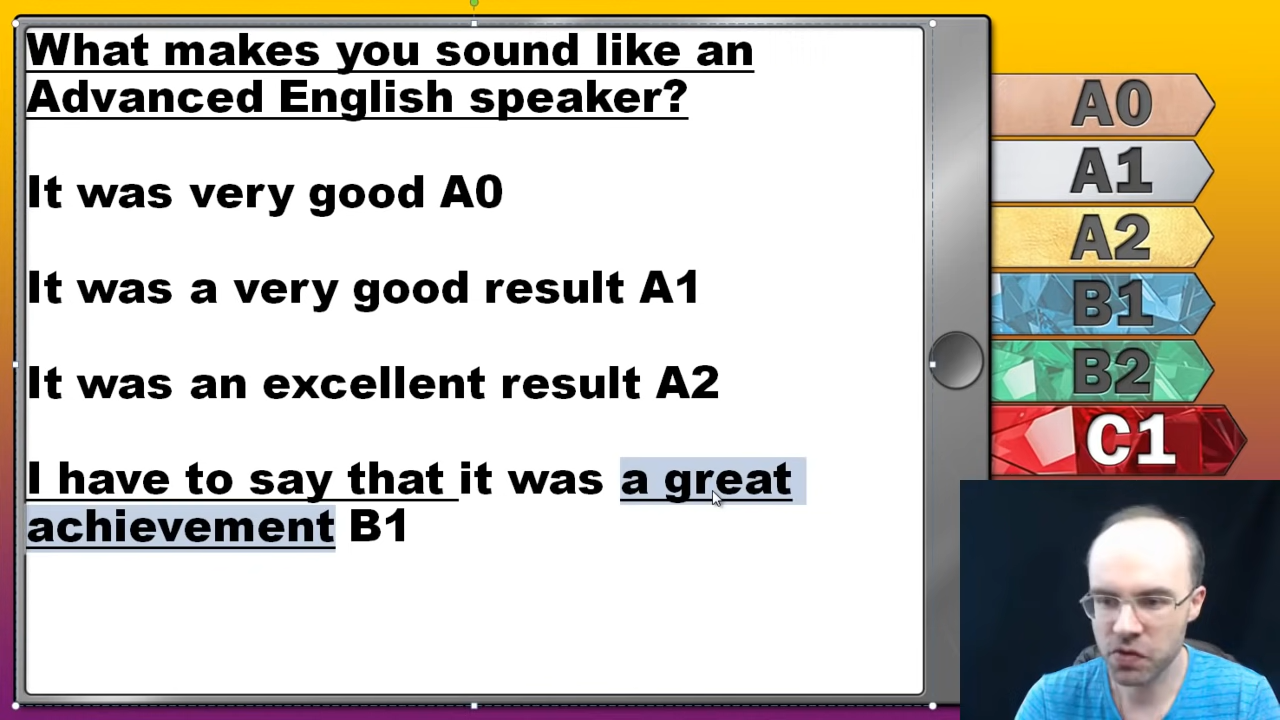 What makes you sound like an
Advanced English speaker?
It was very good A0
It was a very good result A1
It was an excellent result A2
I have to say that it was a great
achievement B1
A0
A1
A2
B1
B2
C1